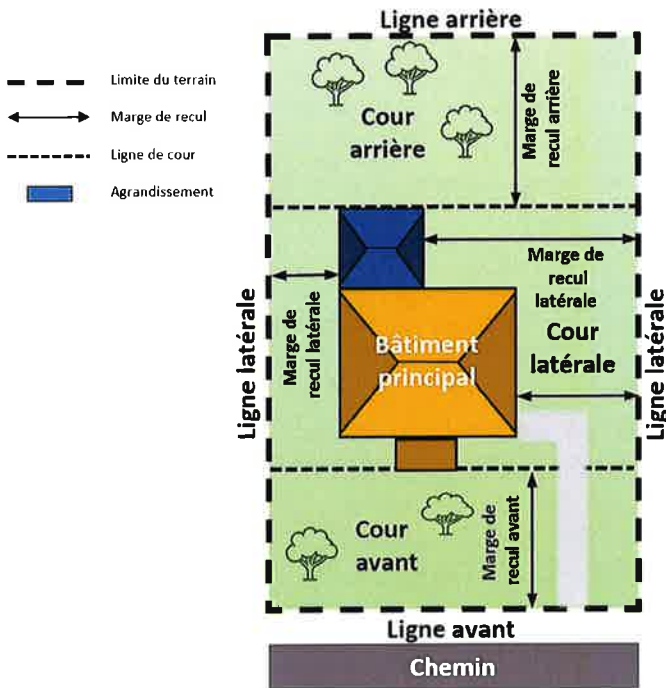 Ligne arrière
Limite du terrain
Marge de recul
Ligne de cour
Agrandissement
Cour
arrière
Marge de
recul arrière
Marge de
recul latérale
Marge de
recul
latérale
Cour
latérale
Bâtiment
principal
Ligne latérale
Ligne latérale
Cour
avant
Marge de
recul avant
Ligne avant
Chemin